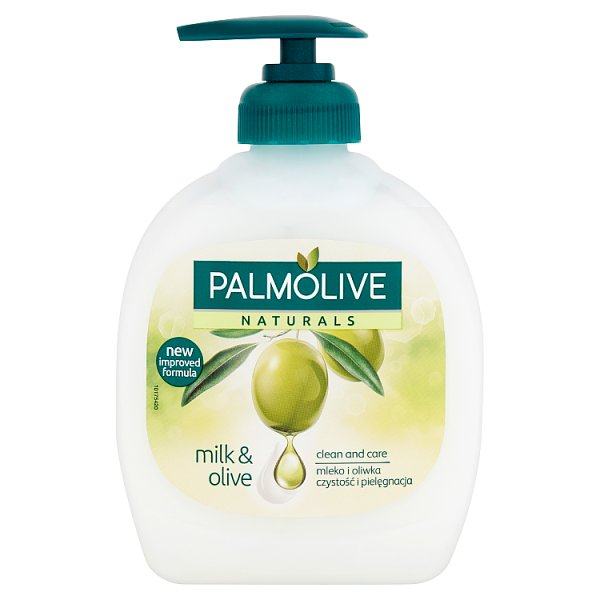 PALMOLIVE
NATURALS
new
improved
formula
milk &
olive
clean and care
mleko i oliwka
czystość i pielęgnacja